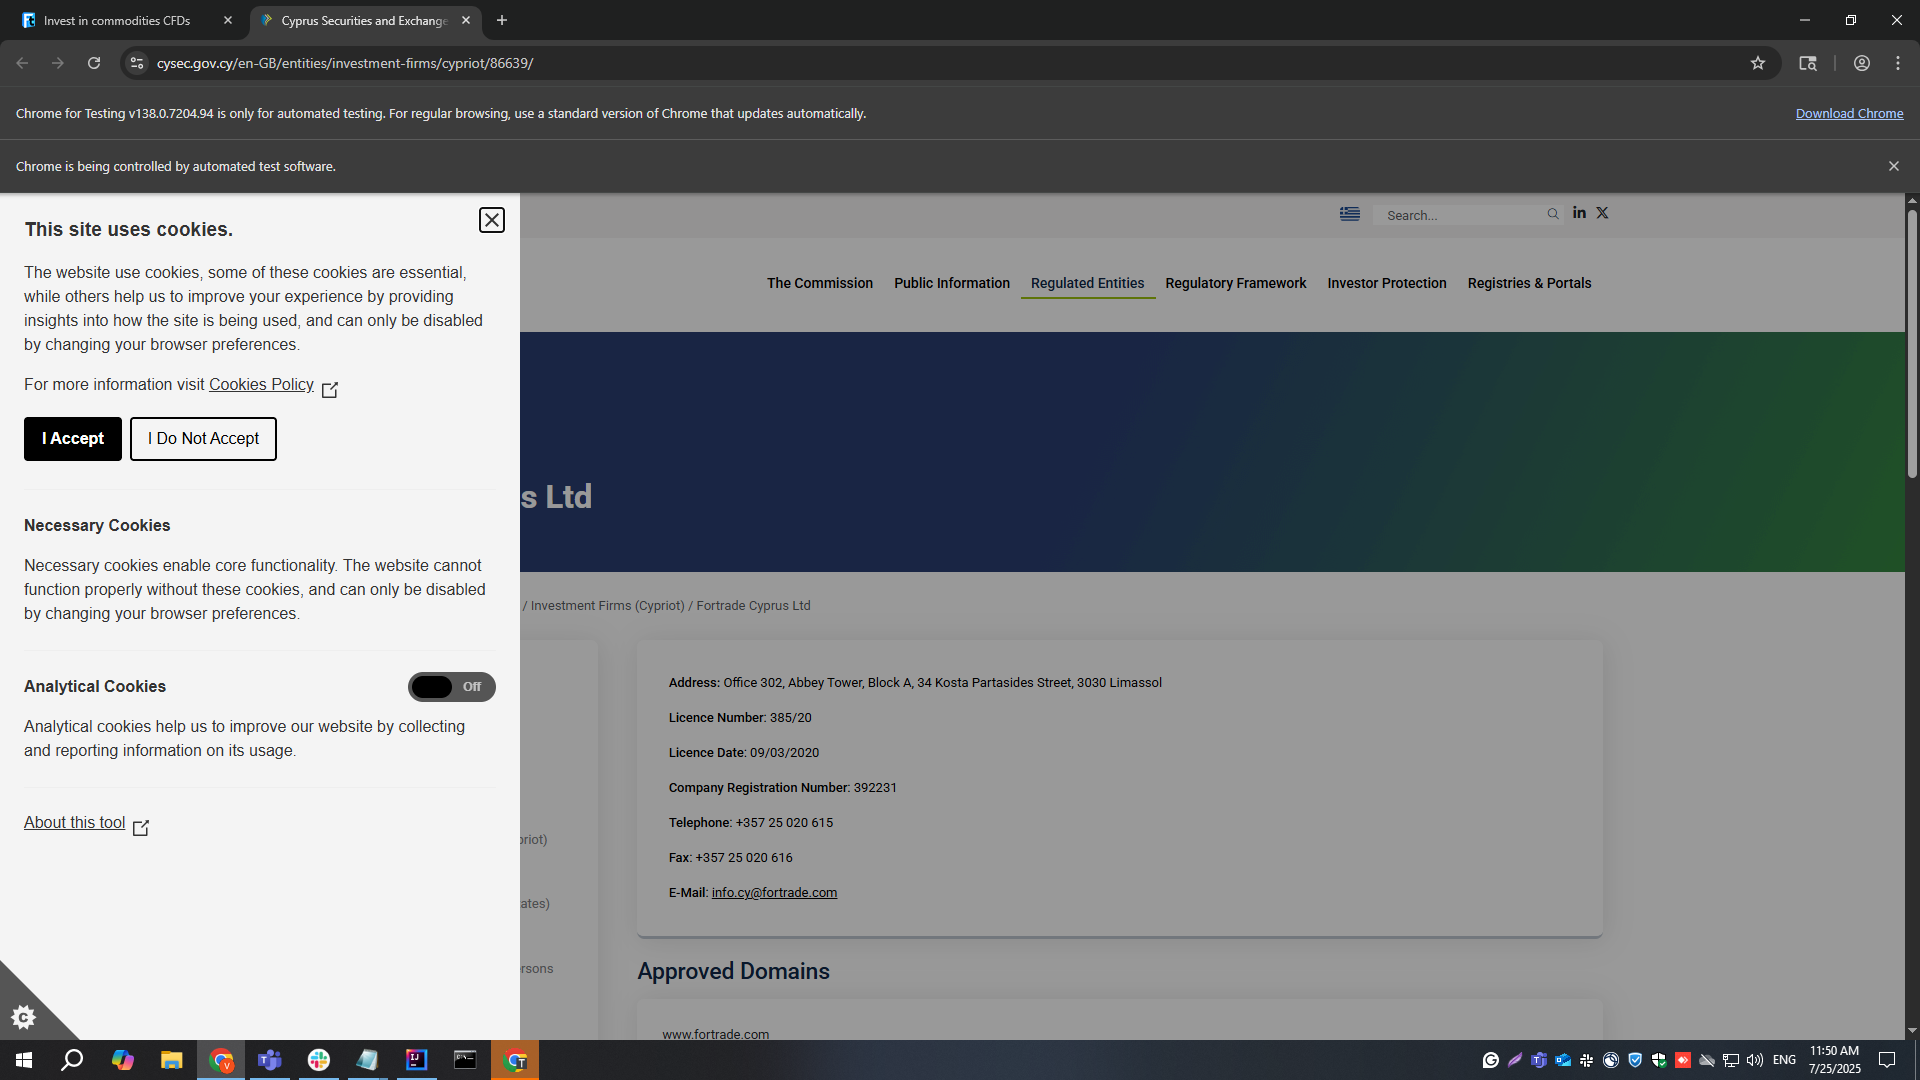 Invest in commodities CFDs
Cyprus Securities and Exchange
cysec.gov.cy/en-GB/entities/investment-firms/cypriot/86639/
Chrome for Testing v138.0.7204.94 is only for automated testing. For regular browsing, use a standard version of Chrome that updates automatically.
Download Chrome
Chrome is being controlled by automated test software.
This site uses cookies.
The website use cookies, some of these cookies are essential,
while others help us to improve your experience by providing
insights into how the site is being used, and can only be disabled
by changing your browser preferences.
For more information visit Cookies Policy
I Accept
I Do Not Accept
Necessary Cookies
Necessary cookies enable core functionality. The website cannot
function properly without these cookies, and can only be disabled
by changing your browser preferences.
Analytical Cookies
Off
Analytical cookies help us to improve our website by collecting
and reporting information on its usage.
About this tool
Search...
The Commission
Public Information
Regulated Entities
Regulatory Framework
Investor Protection
Registries & Portals
s Ltd
/ Investment Firms (Cypriot) / Fortrade Cyprus Ltd
priot)
ates)
ersons
Address: Office 302, Abbey Tower, Block A, 34 Kosta Partasides Street, 3030 Limassol
Licence Number: 385/20
Licence Date: 09/03/2020
Company Registration Number: 392231
Telephone: +357 25 020 615
Fax: +357 25 020 616
E-Mail: info.cy@fortrade.com
Approved Domains
www.fortrade.com
ENG
11:50 AM
7/25/2025